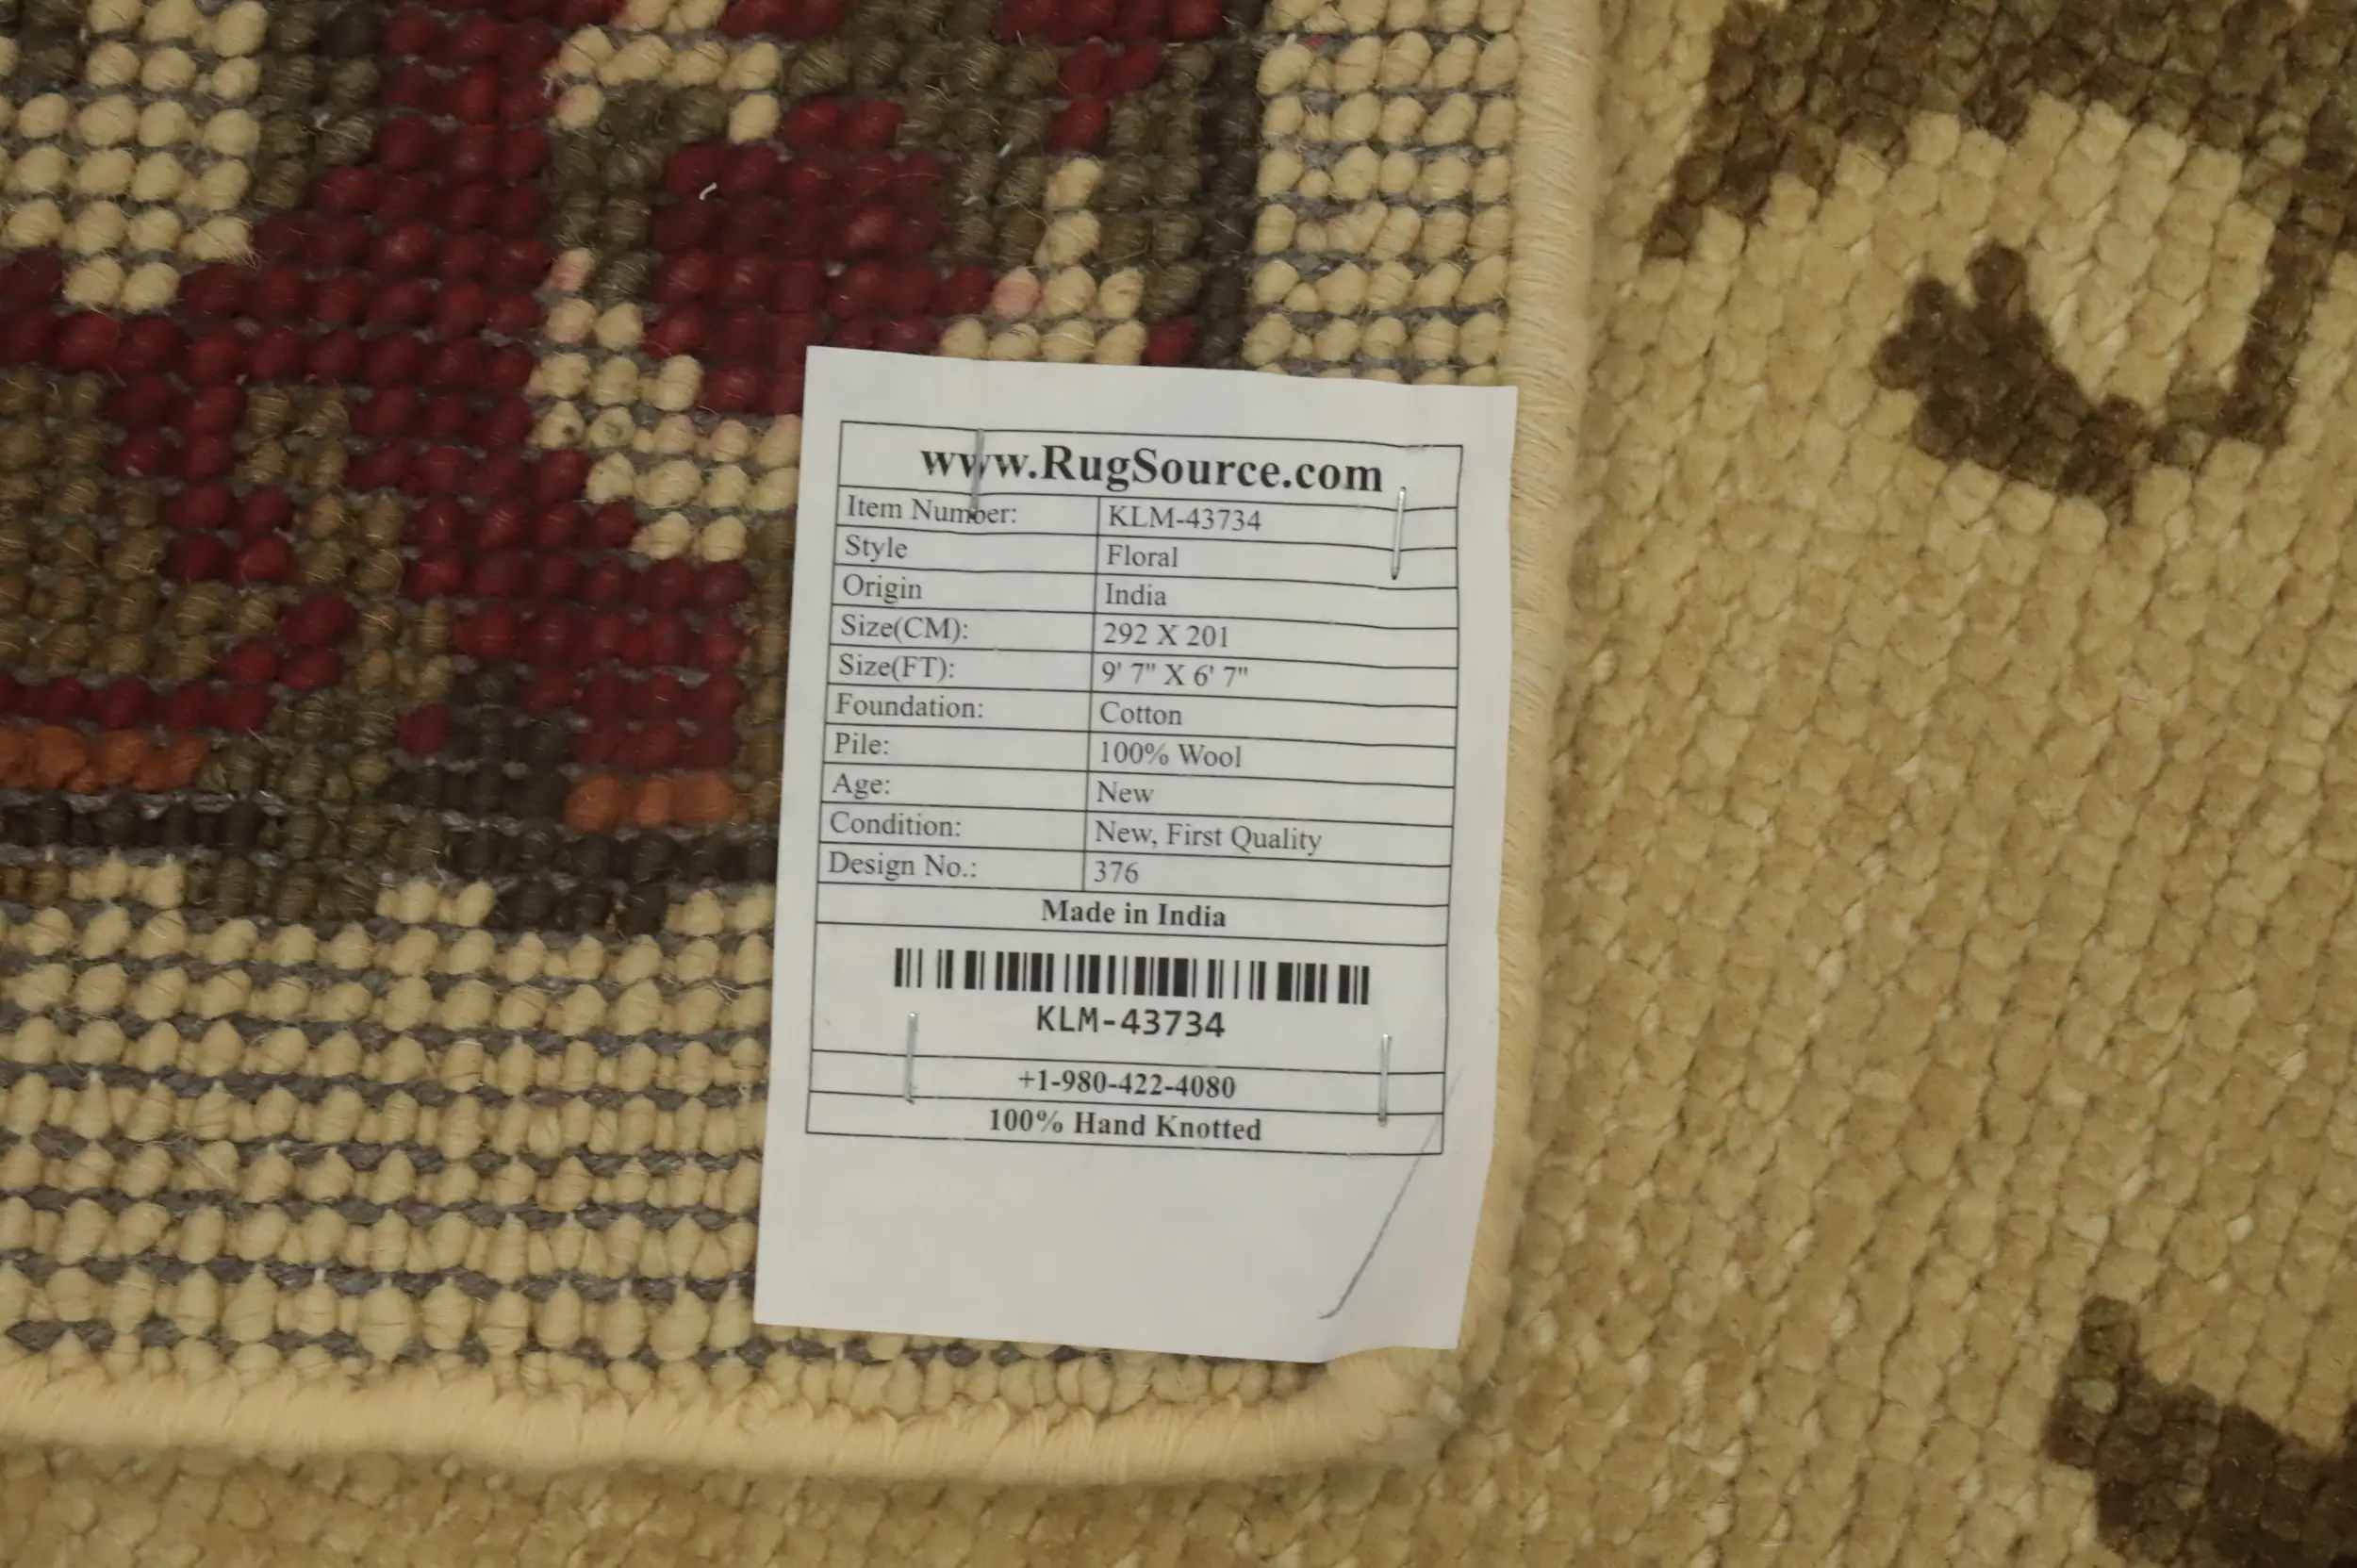 www.RugSource.com
Item Number: KLM-43734
Style Floral
Origin India
Size(CM): 292 X 201
Size(FT): 9' 7" X 6' 7"
Foundation: Cotton
Pile: 100% Wool
Age: New
Condition: New, First Quality
Design No.: 376
Made in India
KLM-43734
+1-980-422-4080
100% Hand Knotted